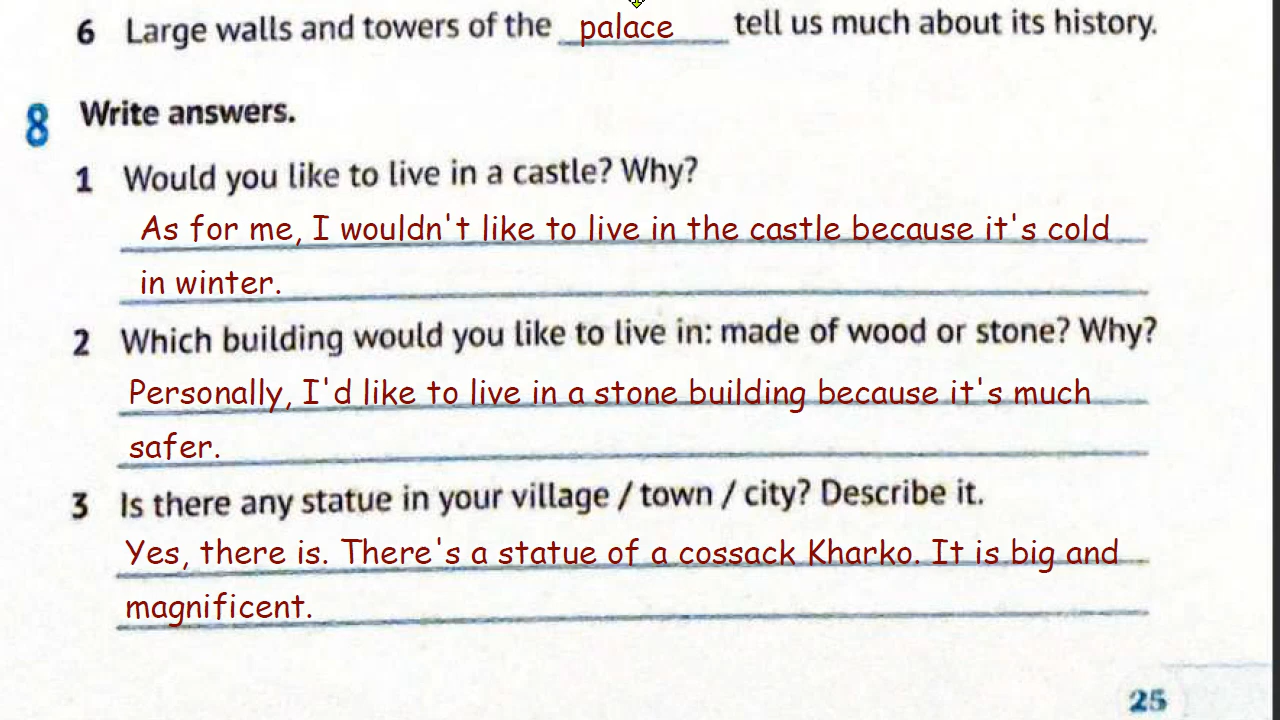 6 Large walls and towers of the palace tell us much about its history.
8 Write answers.
1 Would you like to live in a castle? Why?
As for me, I wouldn't like to live in the castle because it's cold
in winter.
2 Which building would you like to live in: made of wood or stone? Why?
Personally, I'd like to live in a stone building because it's much
safer.
3 Is there any statue in your village / town / city? Describe it.
Yes, there is. There's a statue of a cossack Kharko. It is big and
magnificent.
25